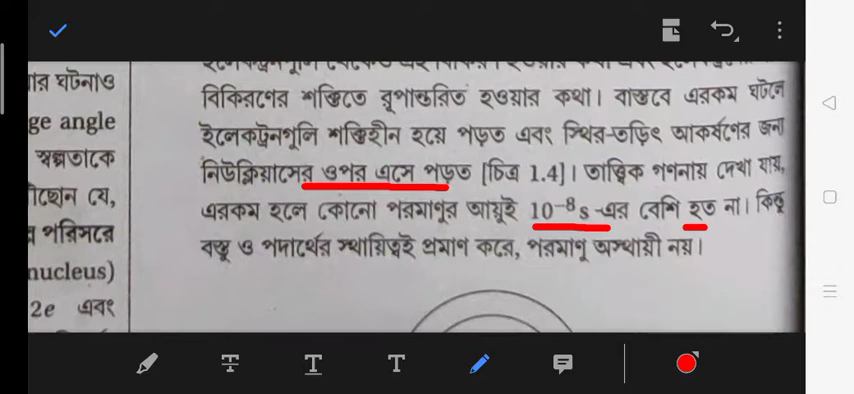 বিকিরণের শক্তিতে রূপান্তরিত হওয়ার কথা। বাস্তবে এরকম ঘটলে
ইলেকট্রনগুলি শক্তিহীন হয়ে পড়ত এবং স্থির-তড়িৎ আকর্ষণের জন্য
নিউক্লিয়াসের ওপর এসে পড়ত [চিত্র 1.4]। তাত্ত্বিক গণনায় দেখা যায়,
এরকম হলে কোনো পরমাণুর আয়ুই 10⁻⁸s-এর বেশি হত না। কিন্তু
বস্তু ও পদার্থের স্থায়িত্বই প্রমাণ করে, পরমাণু অস্থায়ী নয়।
ঘটনাও
ge angle
স্বল্পতাকে
যে,
পরিসরে
nucleus)
2e এবং
T
T
T